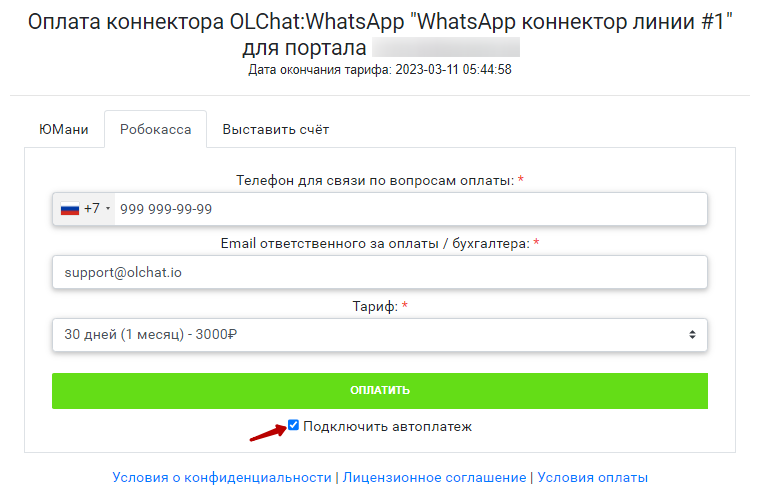 Оплата коннектора OLChat:WhatsApp "WhatsApp коннектор линии #1"
для портала
Дата окончания тарифа: 2023-03-11 05:44:58
ЮМани Робокасса Выставить счёт
Телефон для связи по вопросам оплаты: *
+7 999 999-99-99
Email ответственного за оплаты / бухгалтера: *
support@olchat.io
Тариф: *
30 дней (1 месяц) - 3000₽
ОПЛАТИТЬ
Подключить автоплатеж
Условия о конфиденциальности | Лицензионное соглашение | Условия оплаты